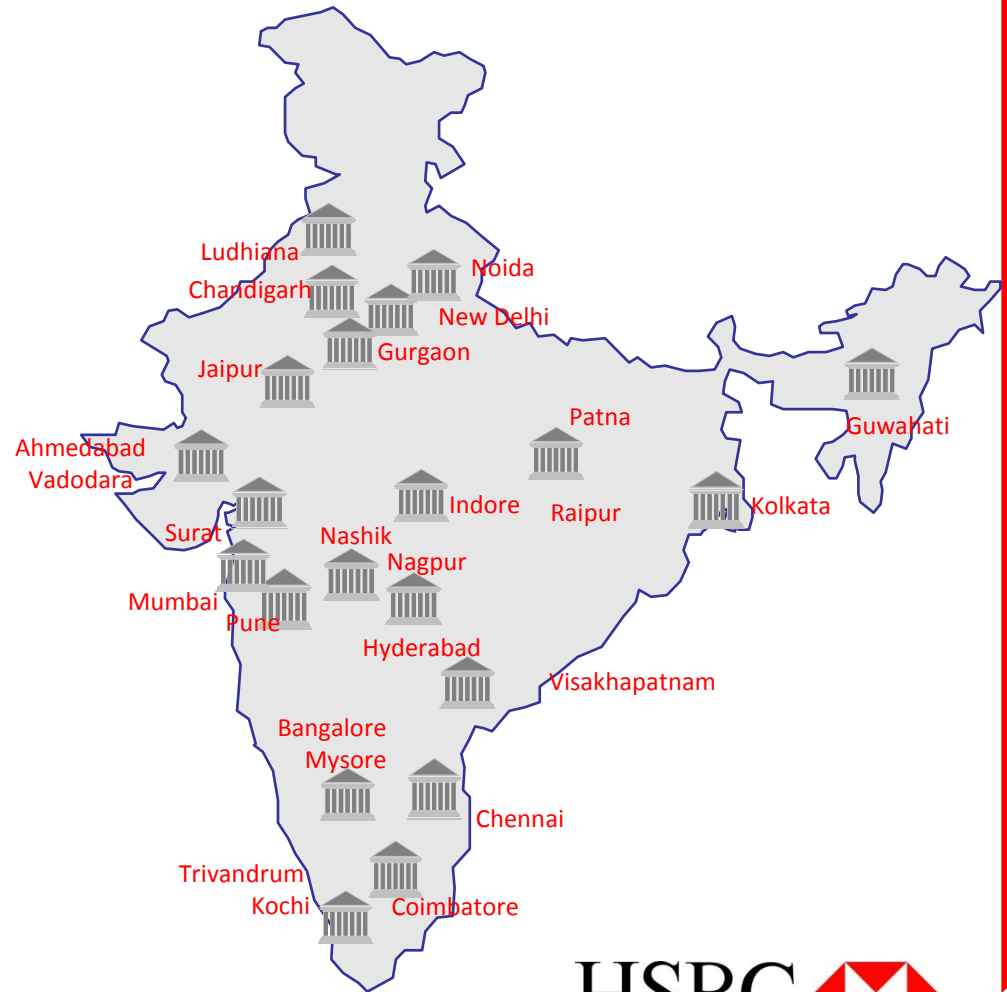 Ludhiana
Noida
Chandigarh
New Delhi
Gurgaon
Jaipur
Patna
Guwahati
Ahmedabad
Vadodara
Indore
Raipur
Kolkata
Surat
Nashik
Nagpur
Mumbai
Pune
Hyderabad
Visakhapatnam
Bangalore
Mysore
Chennai
Trivandrum
Kochi
Coimbatore
HSBC